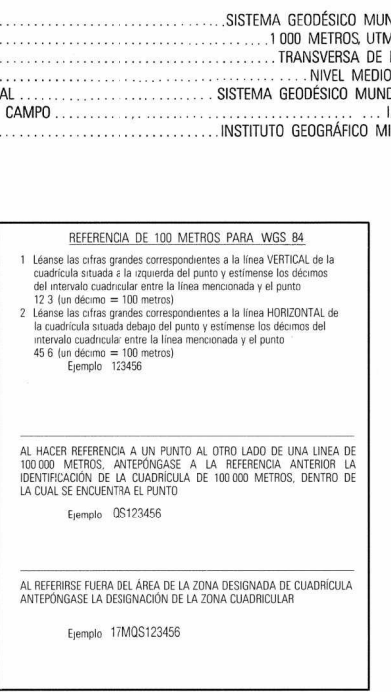 SISTEMA GEODÉSICO MUN
1 000 METROS, UTM
TRANSVERSA DE
NIVEL MEDIO
AL SISTEMA GEODÉSICO MUND
CAMPO
INSTITUTO GEOGRÁFICO MI
REFERENCIA DE 100 METROS PARA WGS 84
1 Léanse las cifras grandes correspondientes a la línea VERTICAL de la
cuadrícula situada a la izquierda del punto y estímense los décimos
del intervalo cuadricular entre la línea mencionada y el punto
12 3 (un décimo = 100 metros)
2 Léanse las cifras grandes correspondientes a la línea HORIZONTAL de
la cuadrícula situada debajo del punto y estímense los décimos del
intervalo cuadricular entre la línea mencionada y el punto
45 6 (un décimo = 100 metros)
Ejemplo 123456
AL HACER REFERENCIA A UN PUNTO AL OTRO LADO DE UNA LINEA DE
100 000 METROS, ANTEPÓNGASE A LA REFERENCIA ANTERIOR LA
IDENTIFICACIÓN DE LA CUADRÍCULA DE 100 000 METROS, DENTRO DE
LA CUAL SE ENCUENTRA EL PUNTO
Ejemplo QS123456
AL REFERIRSE FUERA DEL ÁREA DE LA ZONA DESIGNADA DE CUADRÍCULA
ANTEPÓNGASE LA DESIGNACIÓN DE LA ZONA CUADRICULAR
Ejemplo 17MQS123456